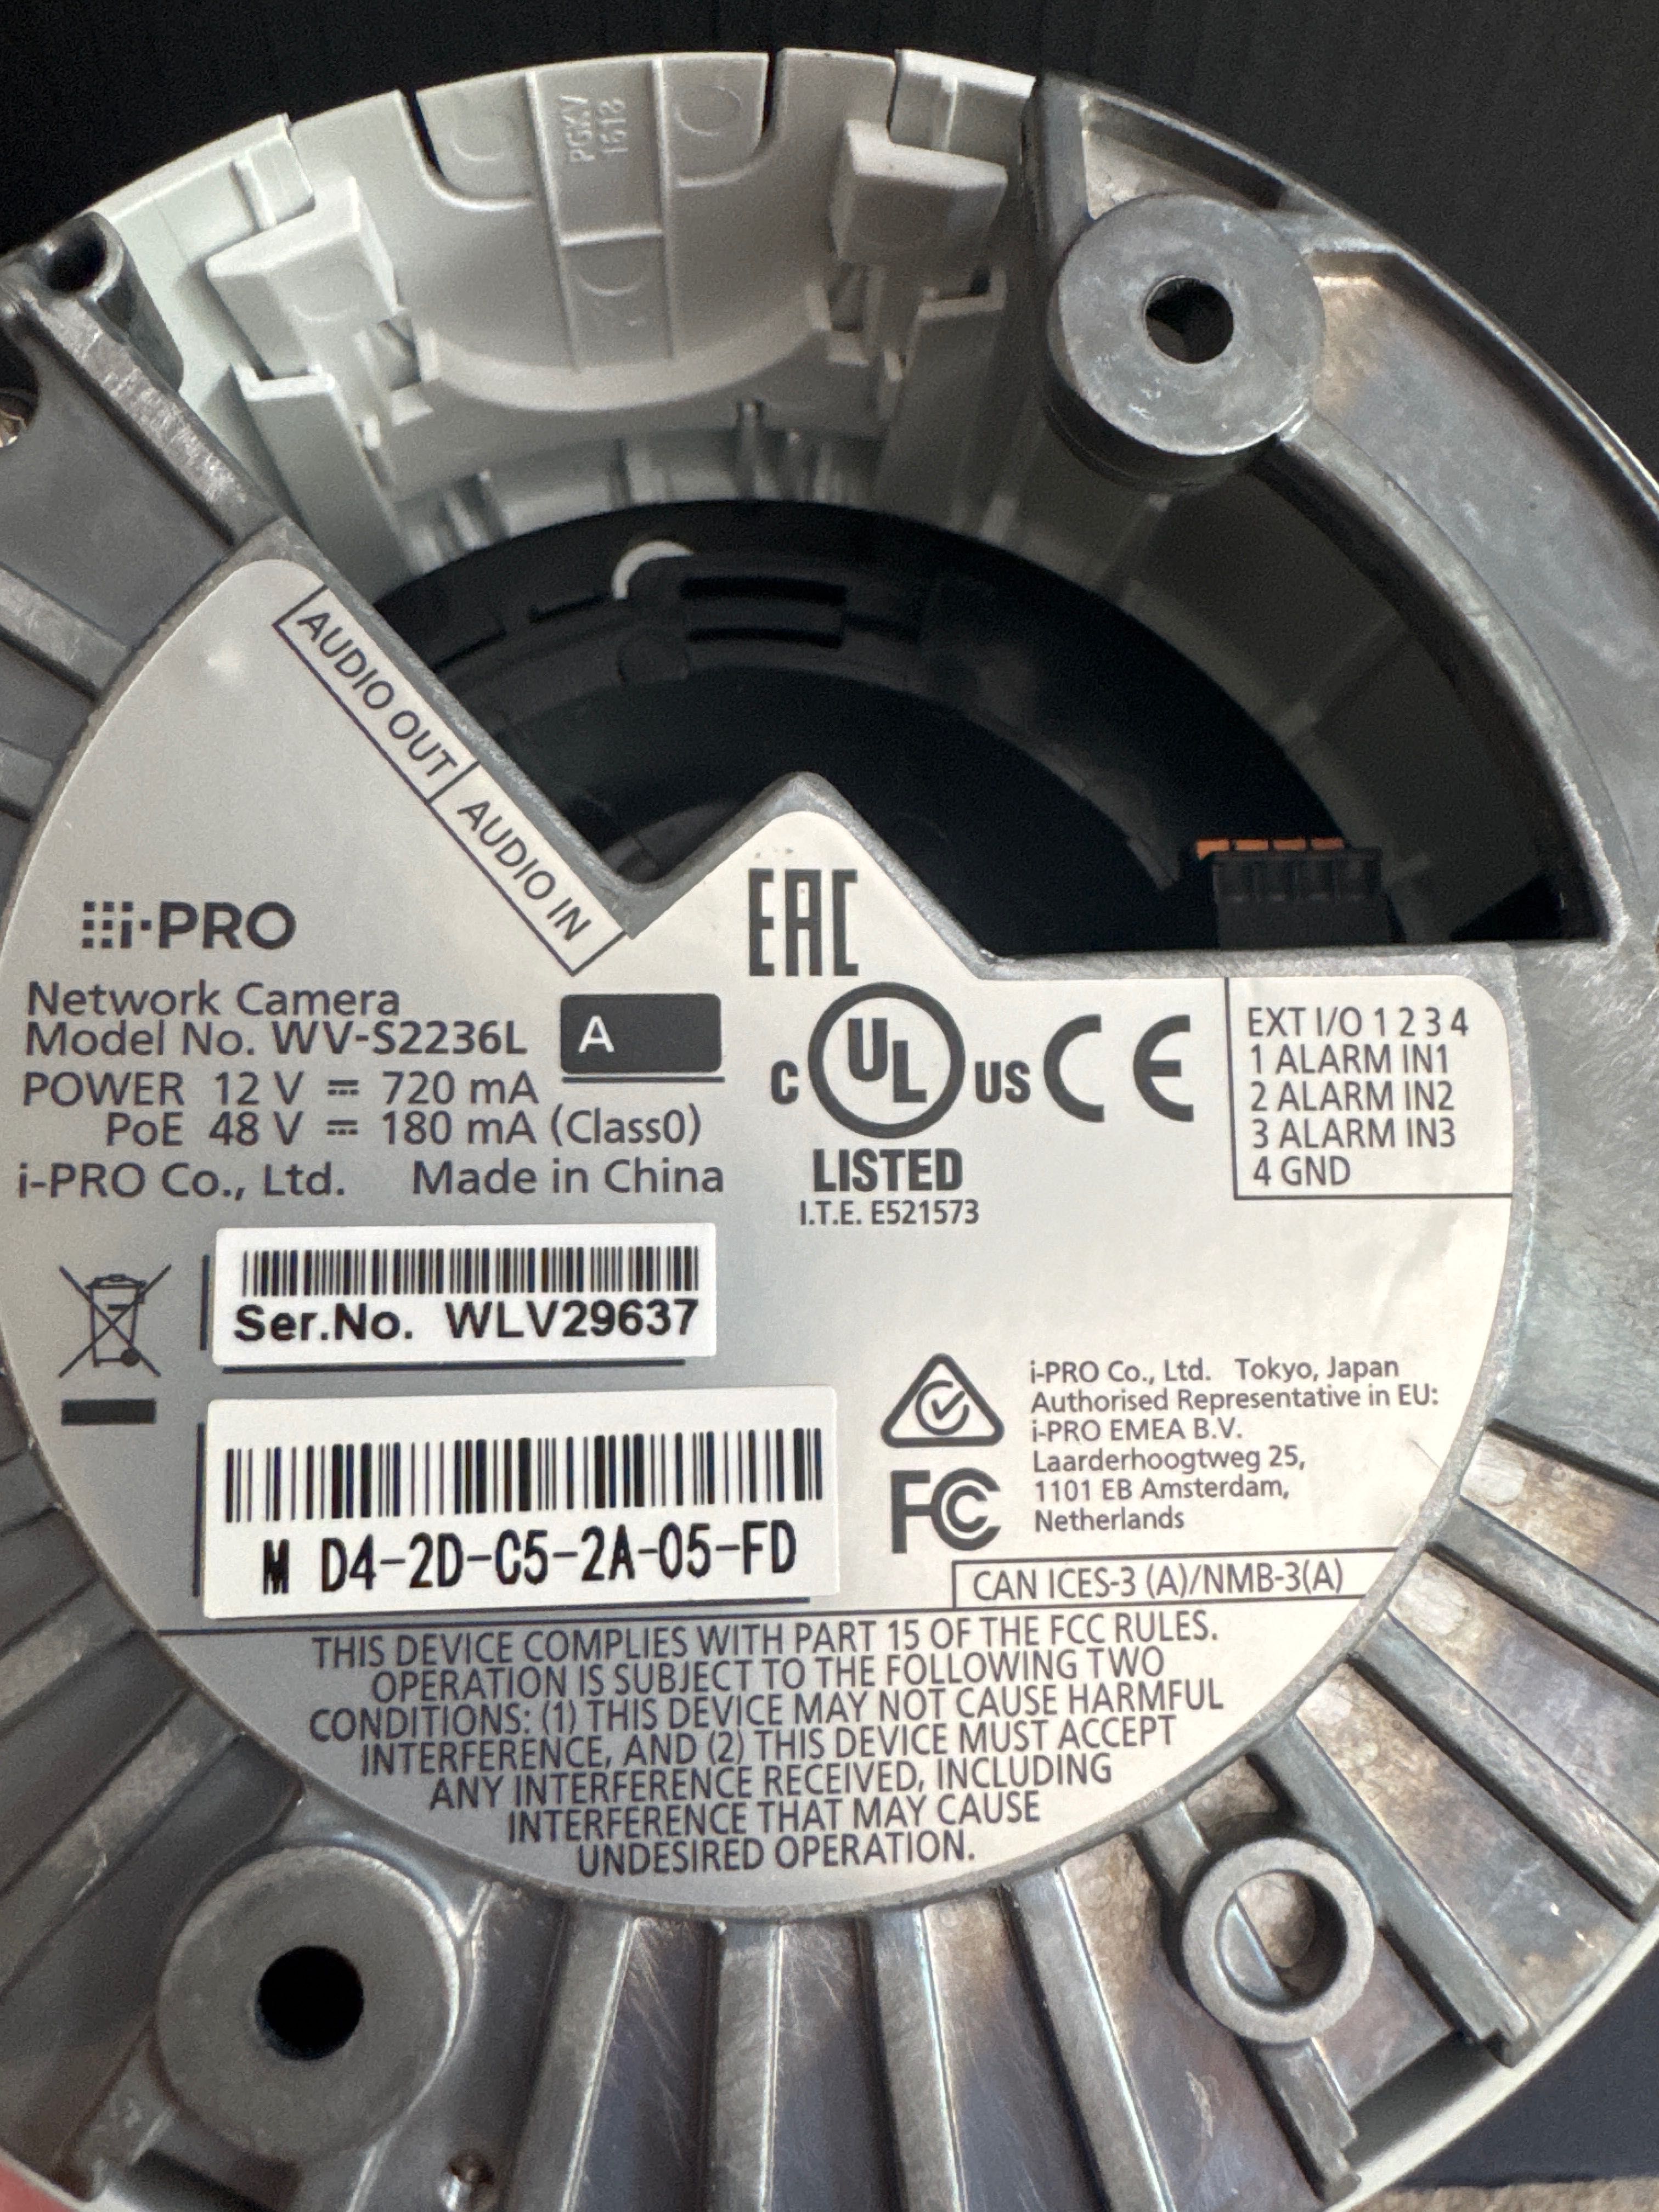 PGXV
1618
AUDIO OUT
AUDIO IN
i-PRO
Network Camera
Model No. WV-S2236L
A
POWER 12 V ⎓ 720 mA
PoE 48 V ⎓ 180 mA (Class0)
i-PRO Co., Ltd. Made in China
EAC
C UL US CE
LISTED
I.T.E. E521573
EXT I/O 1 2 3 4
1 ALARM IN1
2 ALARM IN2
3 ALARM IN3
4 GND
Ser.No. WLV29637
M D4-2D-C5-2A-05-FD
FC
i-PRO Co., Ltd. Tokyo, Japan
Authorised Representative in EU:
i-PRO EMEA B.V.
Laarderhoogtweg 25,
1101 EB Amsterdam,
Netherlands
CAN ICES-3 (A)/NMB-3(A)
THIS DEVICE COMPLIES WITH PART 15 OF THE FCC RULES.
OPERATION IS SUBJECT TO THE FOLLOWING TWO
CONDITIONS: (1) THIS DEVICE MAY NOT CAUSE HARMFUL
INTERFERENCE, AND (2) THIS DEVICE MUST ACCEPT
ANY INTERFERENCE RECEIVED, INCLUDING
INTERFERENCE THAT MAY CAUSE
UNDESIRED OPERATION.